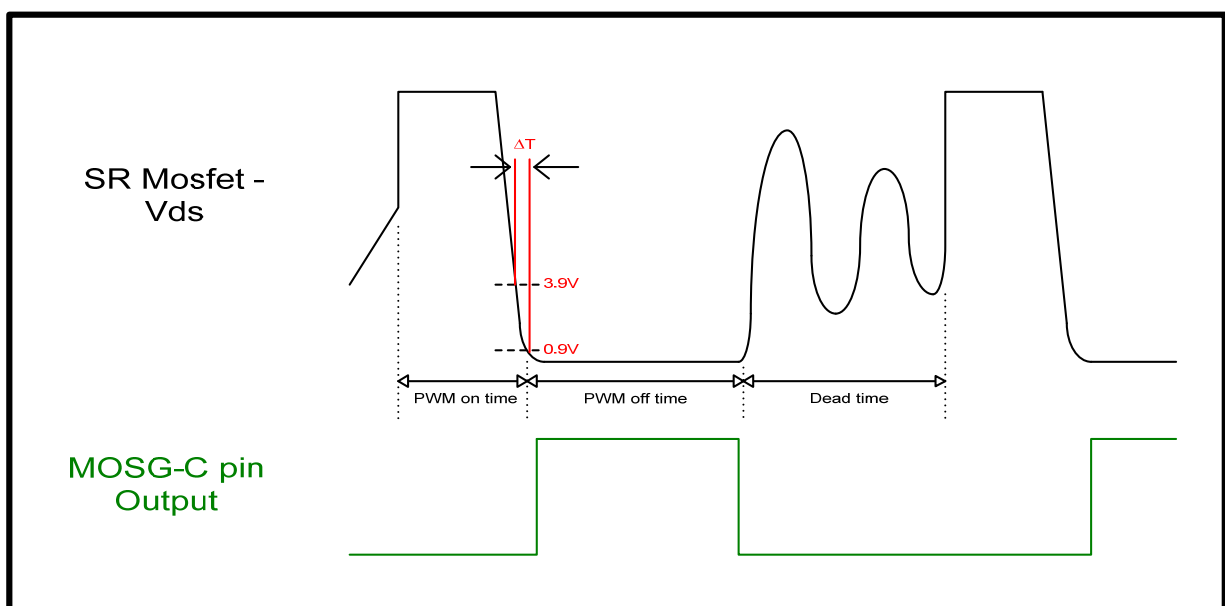 ΔT
SR Mosfet -
Vds
3.9V
0.9V
PWM on time
PWM off time
Dead time
MOSG-C pin
Output